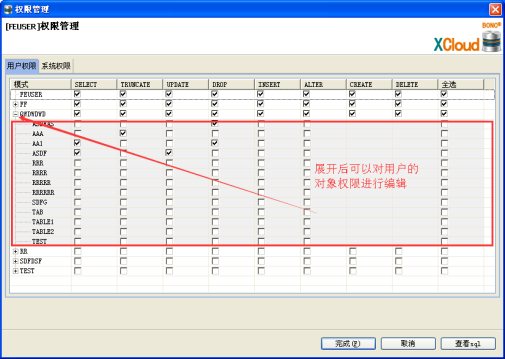 权限管理
[FEUSER]权限管理
BONC®
XCloud
用户权限 系统权限
模式 SELECT TRUNCATE UPDATE DROP INSERT ALTER CREATE DELETE 全选
FEUSER
FF
QWDWDWD
AAA
AAI
ASDF
RRR
RRRR
RRRRR
RRRRRR
SDFG
TAB
TABLE1
TABLE2
TEST
RR
SDFDSF
TEST
展开后可以对用户的
对象权限进行编辑
完成(F) 取消 查看sql